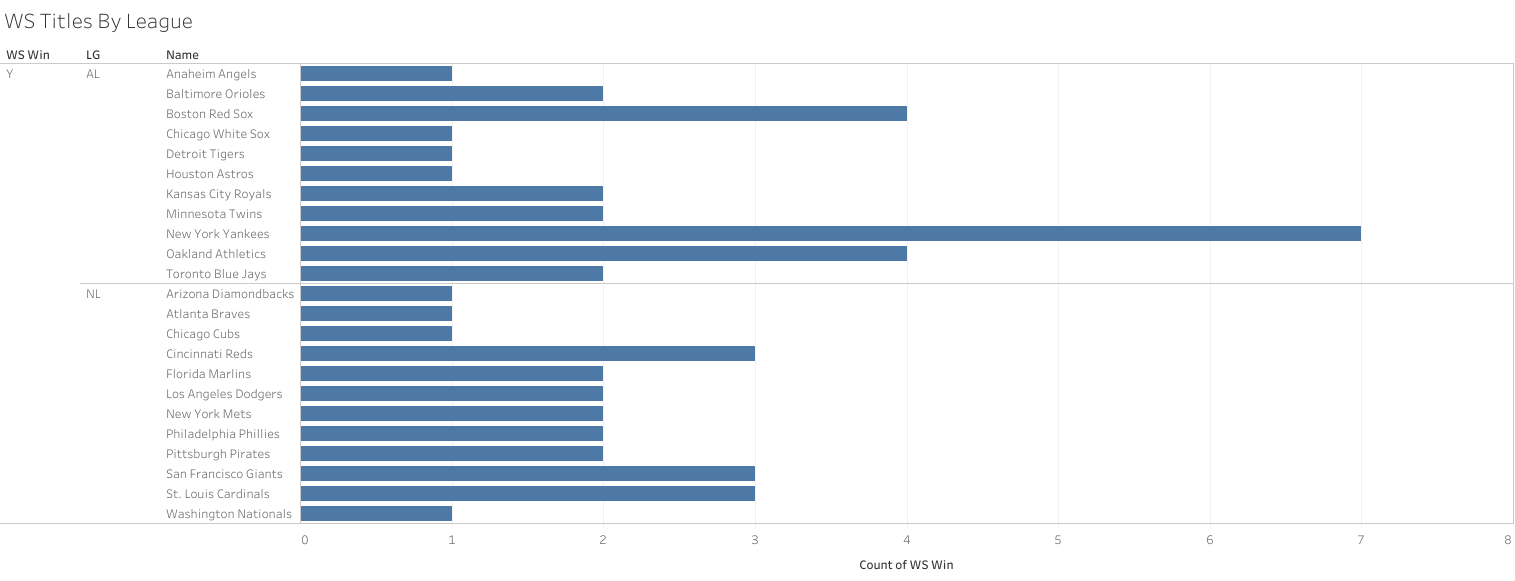 WS Titles By League
WS Win LG Name
Y AL Anaheim Angels
Baltimore Orioles
Boston Red Sox
Chicago White Sox
Detroit Tigers
Houston Astros
Kansas City Royals
Minnesota Twins
New York Yankees
Oakland Athletics
Toronto Blue Jays
NL Arizona Diamondbacks
Atlanta Braves
Chicago Cubs
Cincinnati Reds
Florida Marlins
Los Angeles Dodgers
New York Mets
Philadelphia Phillies
Pittsburgh Pirates
San Francisco Giants
St. Louis Cardinals
Washington Nationals
0 1 2 3 4 5 6 7 8
Count of WS Win